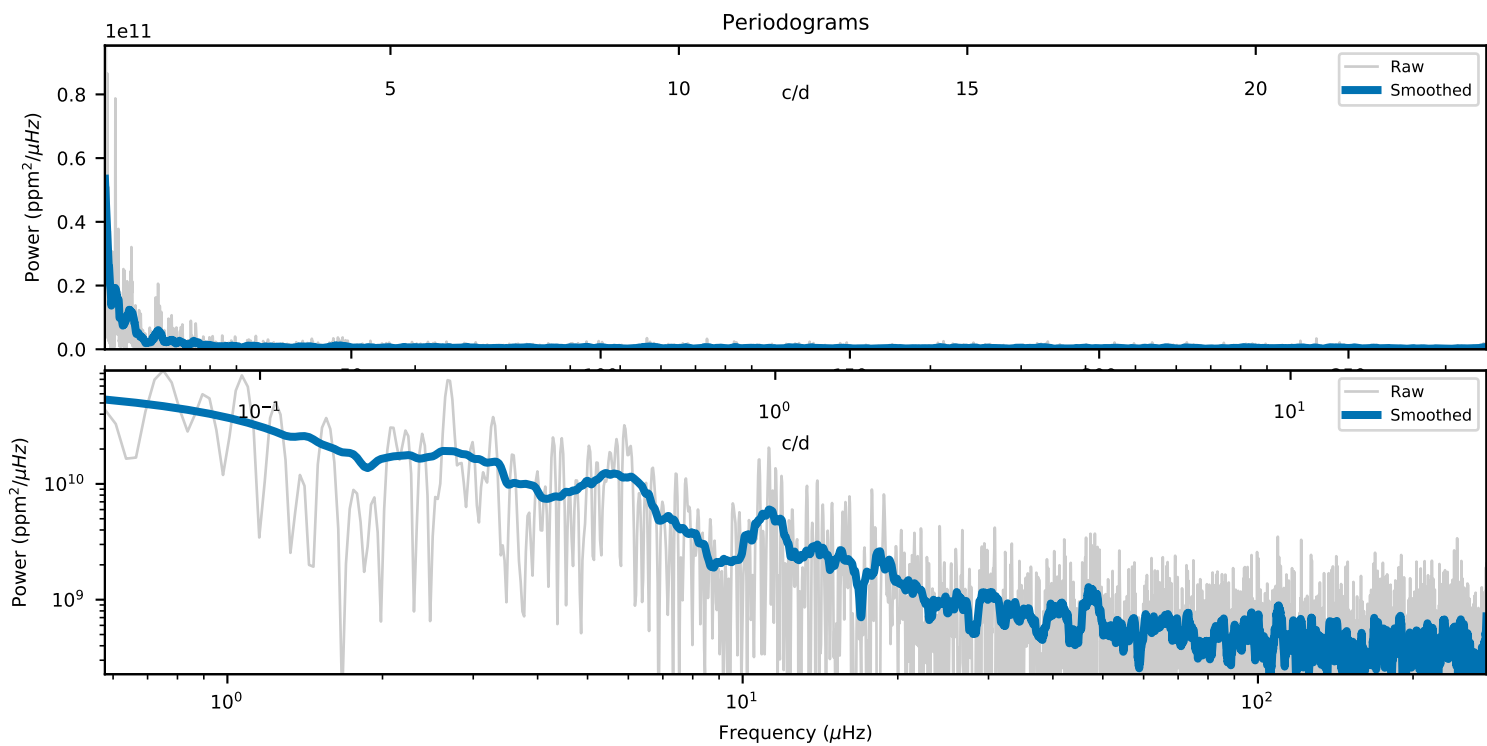 Periodograms
1e11
Power (ppm²/μHz)
0.8
0.6
0.4
0.2
0.0
5
10
15
20
c/d
Raw
Smoothed
Power (ppm²/μHz)
10¹⁰
10⁹
10⁻¹
10⁰
10¹
c/d
Raw
Smoothed
10⁰
10¹
10²
Frequency (μHz)